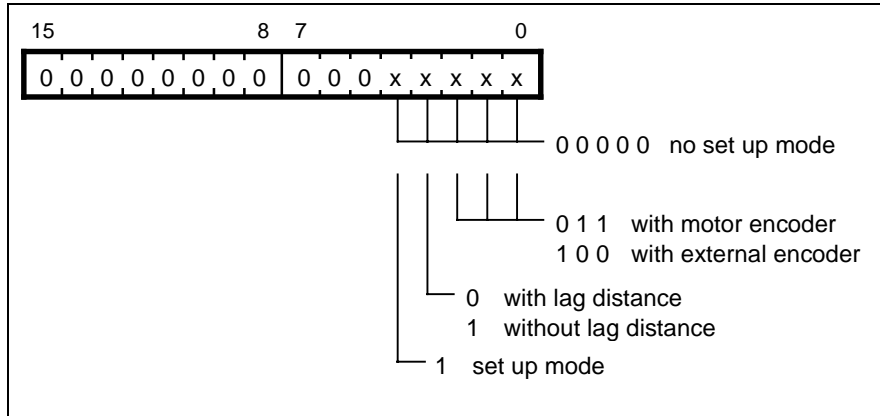 15 8 7 0
0 0 0 0 0 0 0 0 0 0 0 x x x x x
0 0 0 0 0 no set up mode
0 1 1 with motor encoder
1 0 0 with external encoder
0 with lag distance
1 without lag distance
1 set up mode